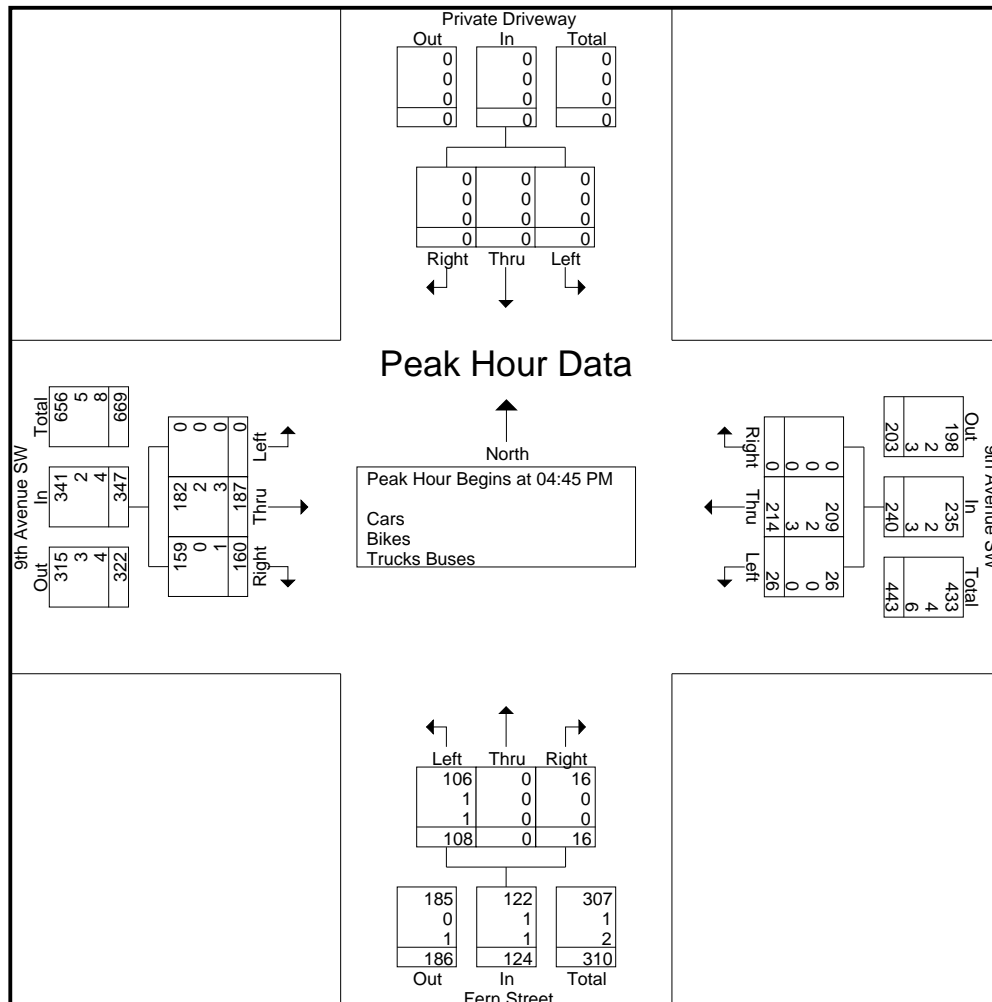 Private Driveway
Out In Total
0 0 0
0 0 0
0 0 0
0 0 0
0 0 0
0 0 0
0 0 0
0 0 0
Right Thru Left
Peak Hour Data
North
Peak Hour Begins at 04:45 PM
Cars
Bikes
Trucks Buses
9th Avenue SW
Out In Total
315 341 656
3 2 5
4 4 8
322 347 669
Right Thru Left
159 182 0
0 2 0
1 3 0
160 187 0
Right Thru Left
0 209 26
0 2 0
0 3 0
0 214 26
9th Avenue SW
Out In Total
198 235 433
2 2 4
3 3 6
203 240 443
Left Thru Right
106 0 16
1 0 0
1 0 0
108 0 16
185 122 307
0 1 1
1 1 2
186 124 310
Out In Total
Fern Street